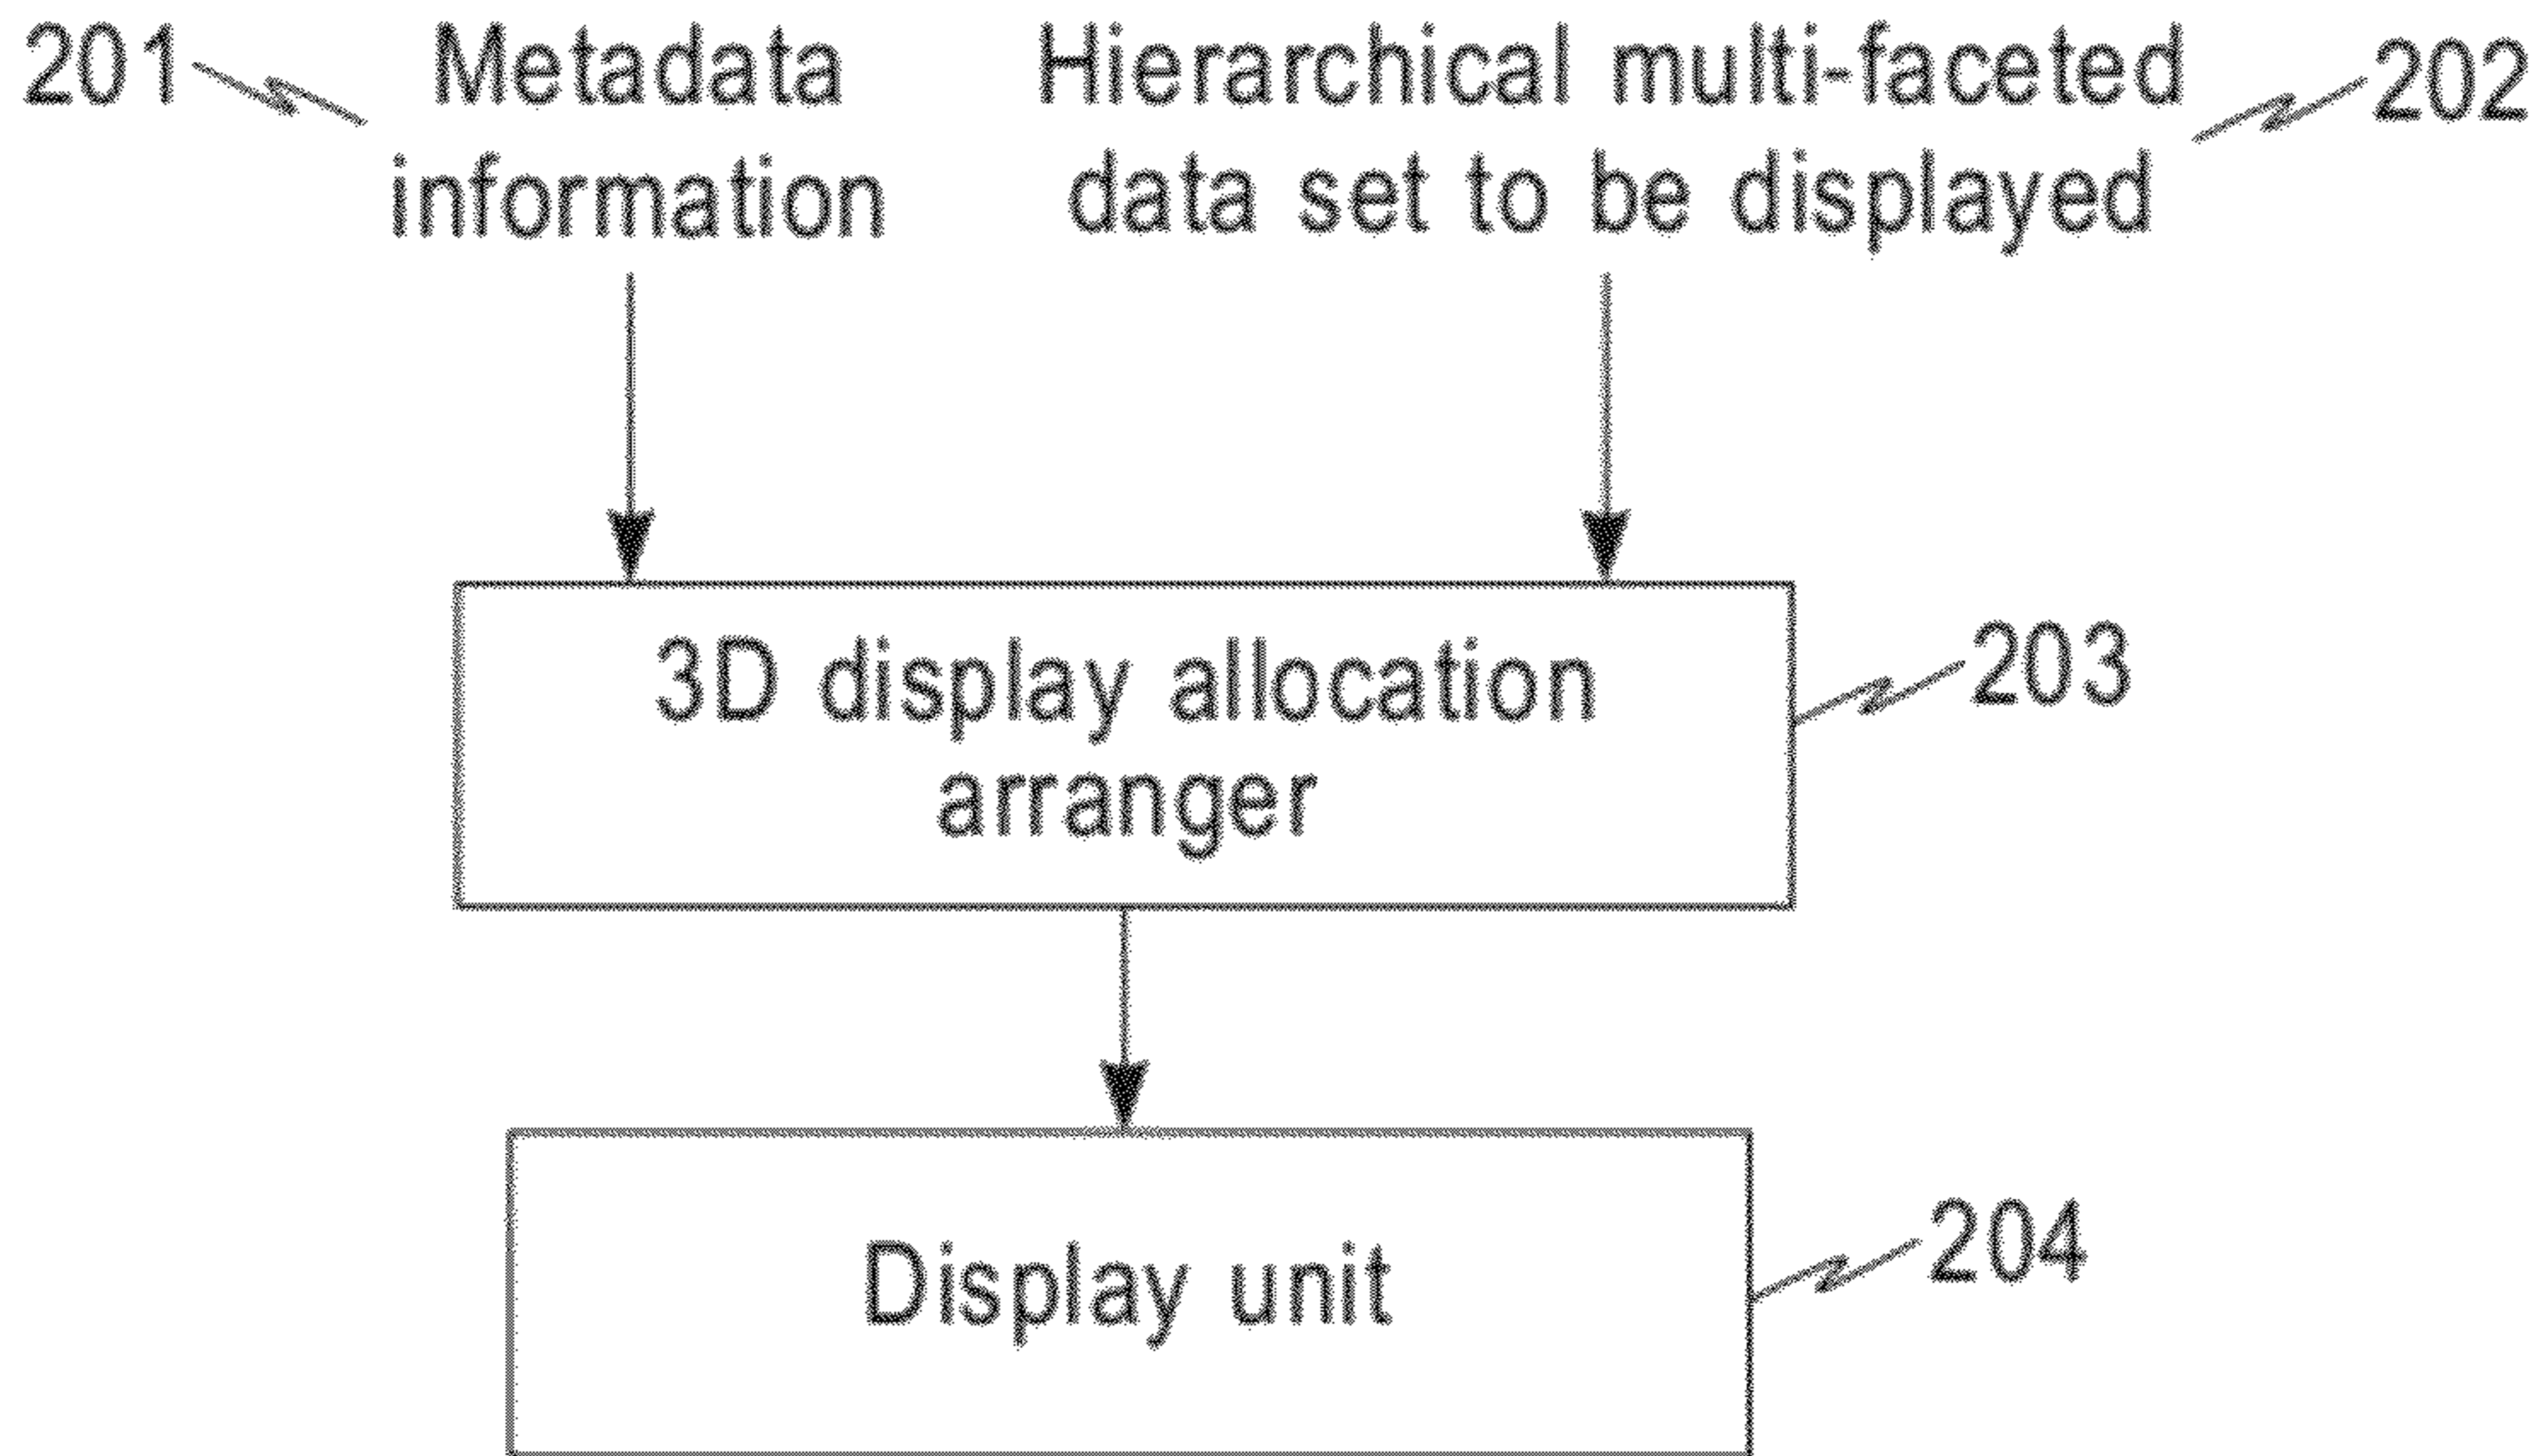 201
Metadata
information
Hierarchical multi-faceted
data set to be displayed
202
3D display allocation
arranger
203
Display unit
204